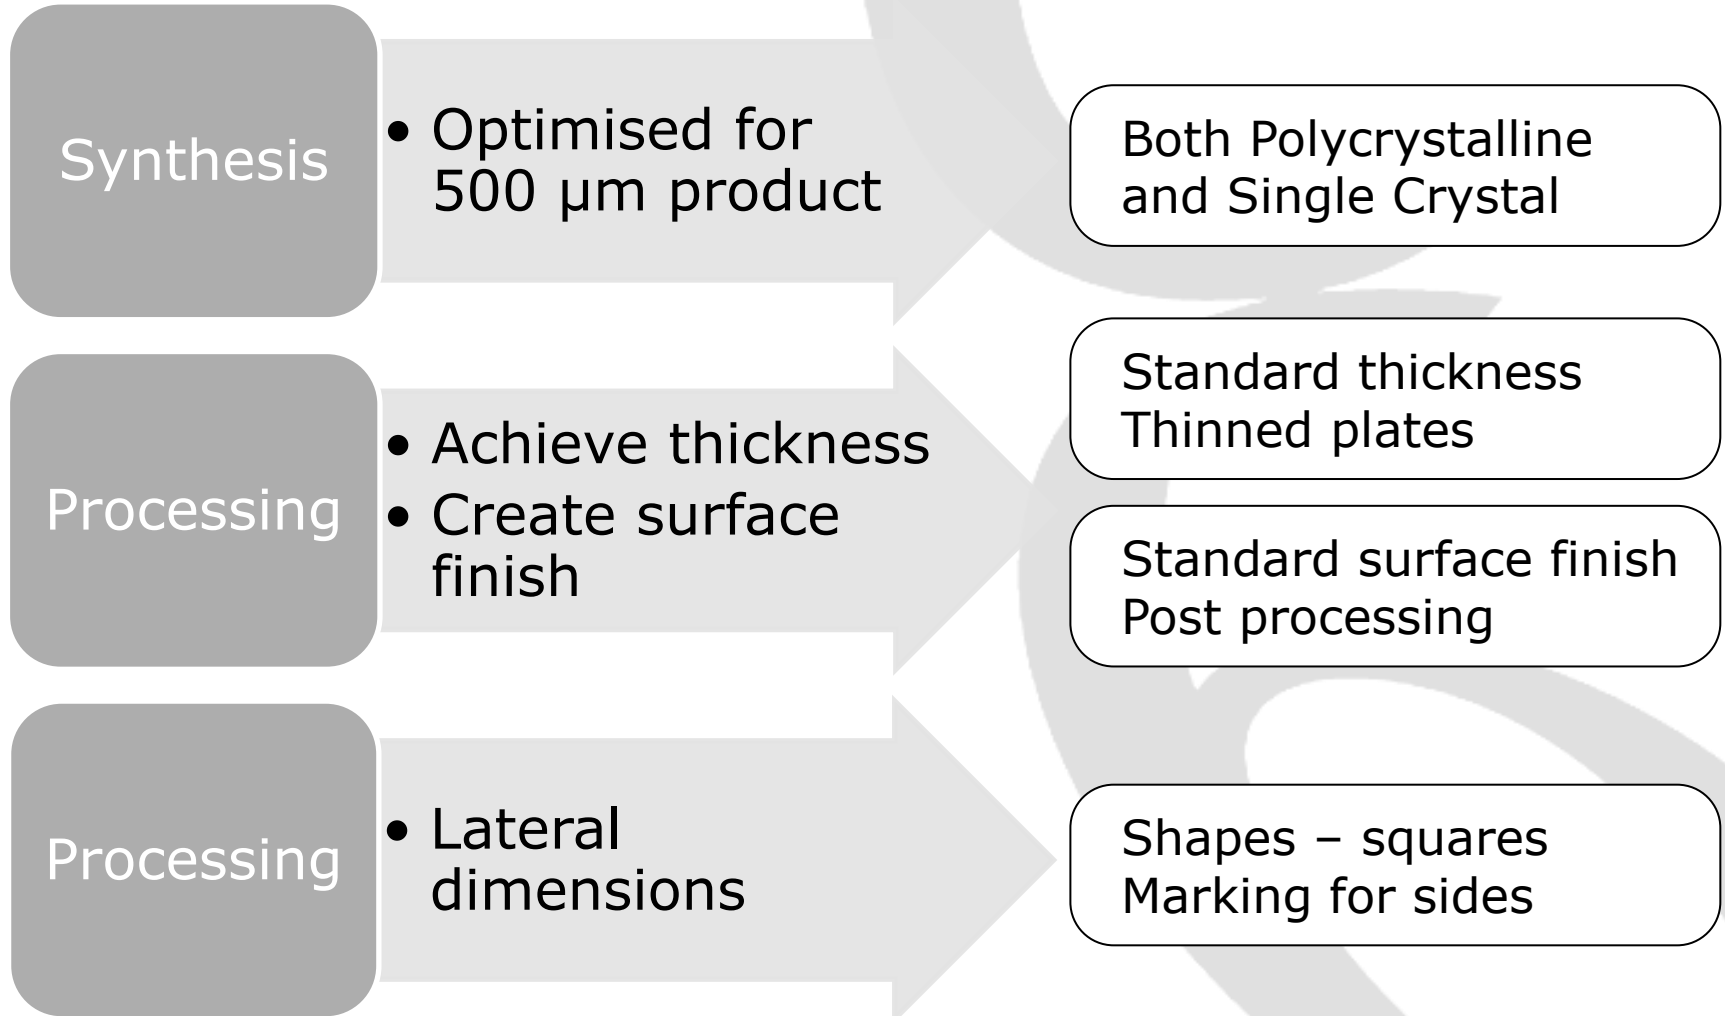 Synthesis
• Optimised for
500 µm product
Both Polycrystalline
and Single Crystal
Processing
• Achieve thickness
• Create surface
finish
Standard thickness
Thinned plates
Standard surface finish
Post processing
Processing
• Lateral
dimensions
Shapes – squares
Marking for sides